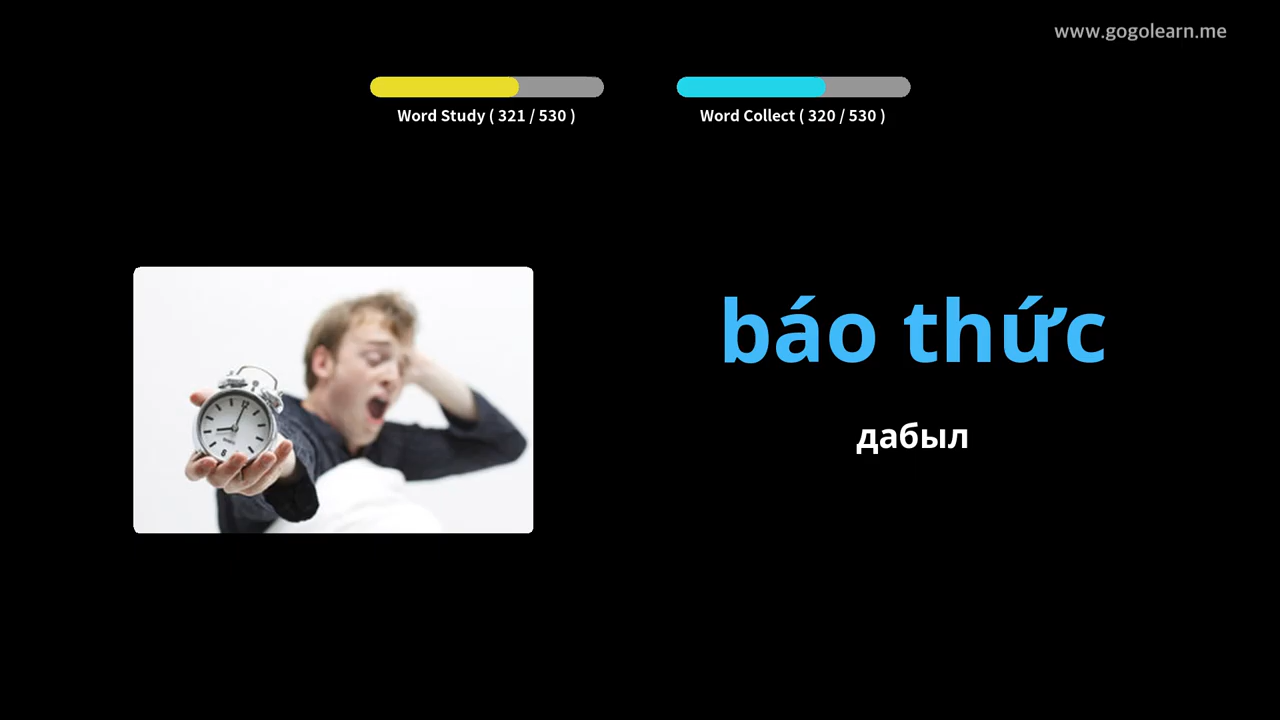 www.gogolearn.me
Word Study ( 321 / 530 )
Word Collect ( 320 / 530 )
báo thức
дабыл